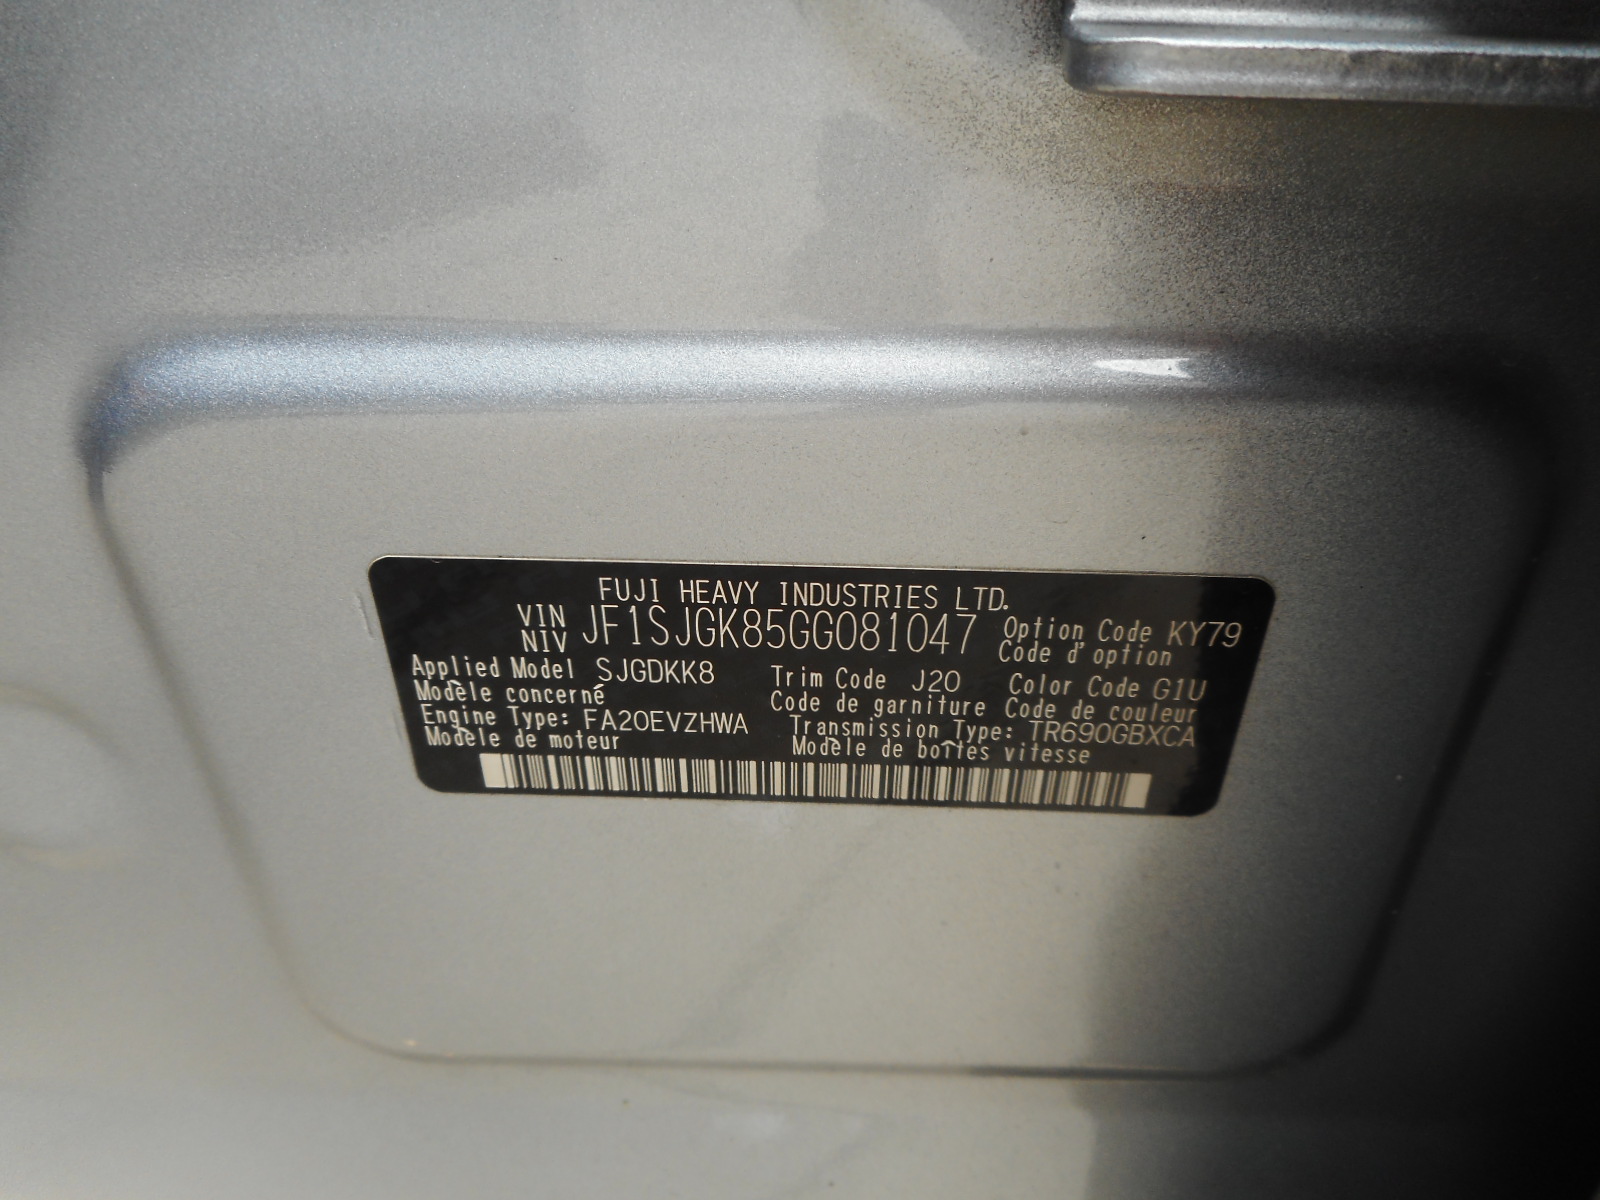 FUJI HEAVY INDUSTRIES LTD.
VIN NIV JF1SJGK85GG081047 Option Code KY79
Code d'option
Applied Model SJGDKK8 Trim Code J20 Color Code G1U
Modèle concerné Code de garniture Code de couleur
Engine Type: FA20EVZHWA Transmission Type: TR690GBXCA
Modèle de moteur Modèle de boîtes vitesse